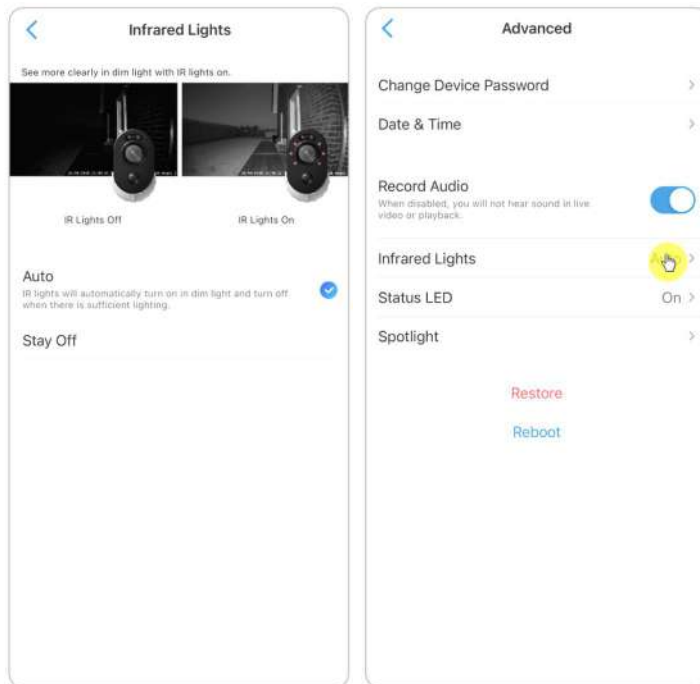 Infrared Lights
See more clearly in dim light with IR lights on.
IR Lights Off
IR Lights On
Auto
IR lights will automatically turn on in dim light and turn off
when there is sufficient lighting.
Stay Off
Advanced
Change Device Password
Date & Time
Record Audio
When disabled, you will not hear sound in live
video or playback.
Infrared Lights
Status LED
On
Spotlight
Restore
Reboot